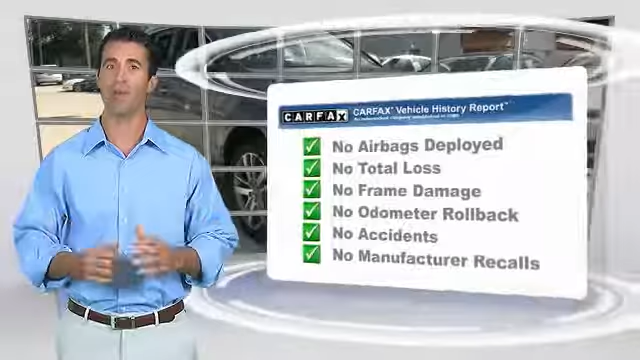 CARFAX CARFAX Vehicle History Report™
No Airbags Deployed
No Total Loss
No Frame Damage
No Odometer Rollback
No Accidents
No Manufacturer Recalls